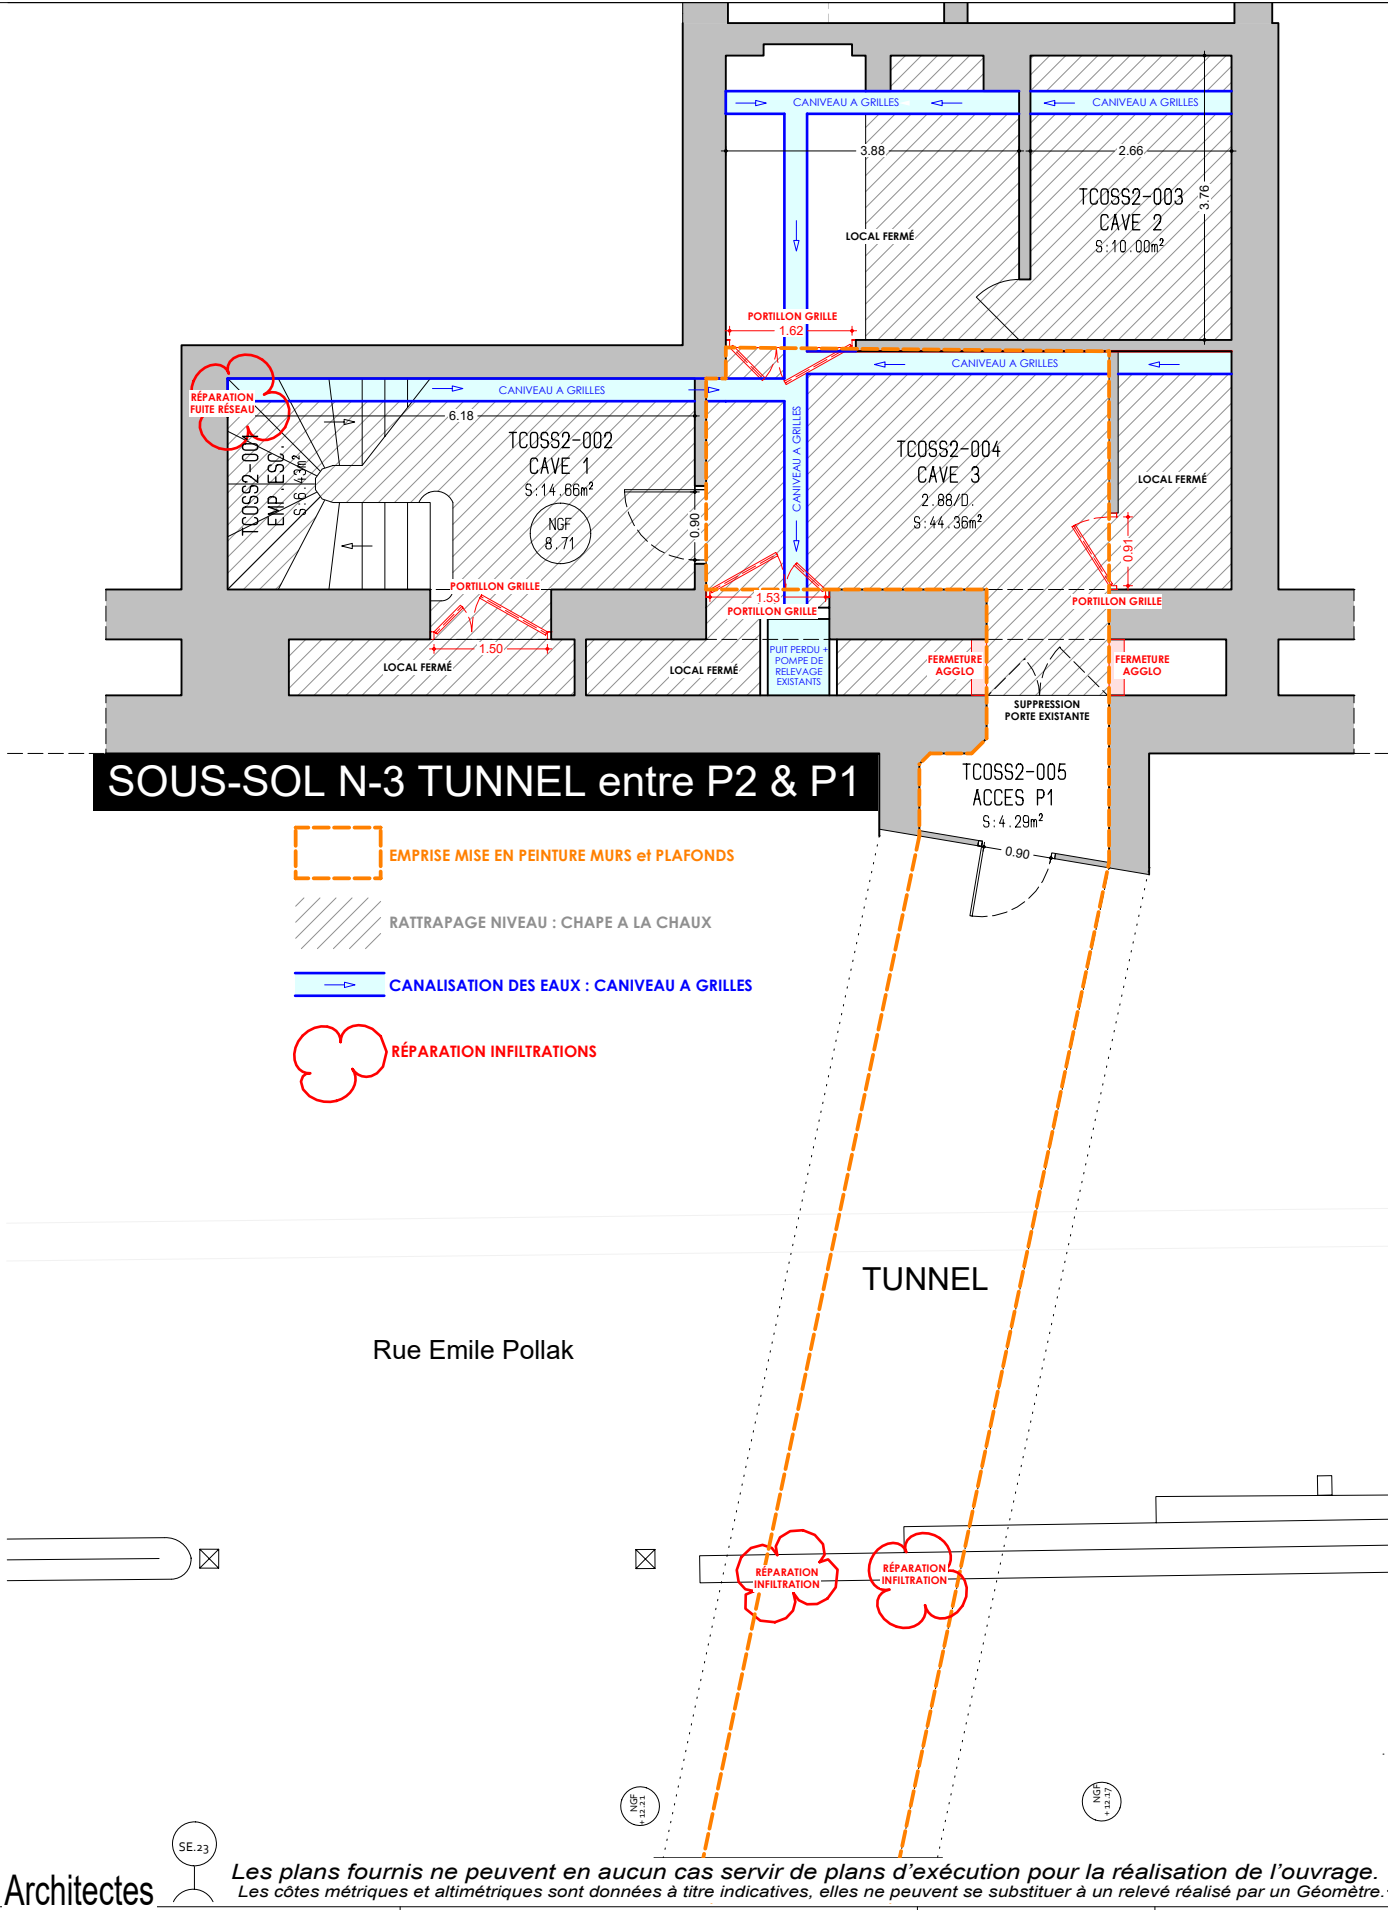 CANIVEAU A GRILLES
CANIVEAU A GRILLES
3.88
2.66
3.76
TCOSS2-003
CAVE 2
S:10.00m²
LOCAL FERMÉ
PORTILLON GRILLE
1.62
CANIVEAU A GRILLES
CANIVEAU A GRILLES
CANIVEAU A GRILLES
RÉPARATION
FUITE RÉSEAU
6.18
TCOSS2-001
EMP.ESC.
S:6.43m²
TCOSS2-002
CAVE 1
S:14.66m²
NGF
8.71
0.90
TCOSS2-004
CAVE 3
2.88/D.
S:44.36m²
LOCAL FERMÉ
0.91
PORTILLON GRILLE
1.50
1.53
PORTILLON GRILLE
PORTILLON GRILLE
LOCAL FERMÉ
LOCAL FERMÉ
PUIT PERDU +
POMPE DE
RELEVAGE
EXISTANTS
FERMETURE
AGGLO
FERMETURE
AGGLO
SUPPRESSION
PORTE EXISTANTE
SOUS-SOL N-3 TUNNEL entre P2 & P1
TCOSS2-005
ACCES P1
S:4.29m²
0.90
EMPRISE MISE EN PEINTURE MURS et PLAFONDS
RATTRAPAGE NIVEAU : CHAPE A LA CHAUX
CANALISATION DES EAUX : CANIVEAU A GRILLES
RÉPARATION INFILTRATIONS
TUNNEL
Rue Emile Pollak
RÉPARATION
INFILTRATION
RÉPARATION
INFILTRATION
NGF
+ 12.21
NGF
+ 12.17
SE.23
Architectes
Les plans fournis ne peuvent en aucun cas servir de plans d'exécution pour la réalisation de l'ouvrage.
Les côtes métriques et altimétriques sont données à titre indicatives, elles ne peuvent se substituer à un relevé réalisé par un Géomètre.